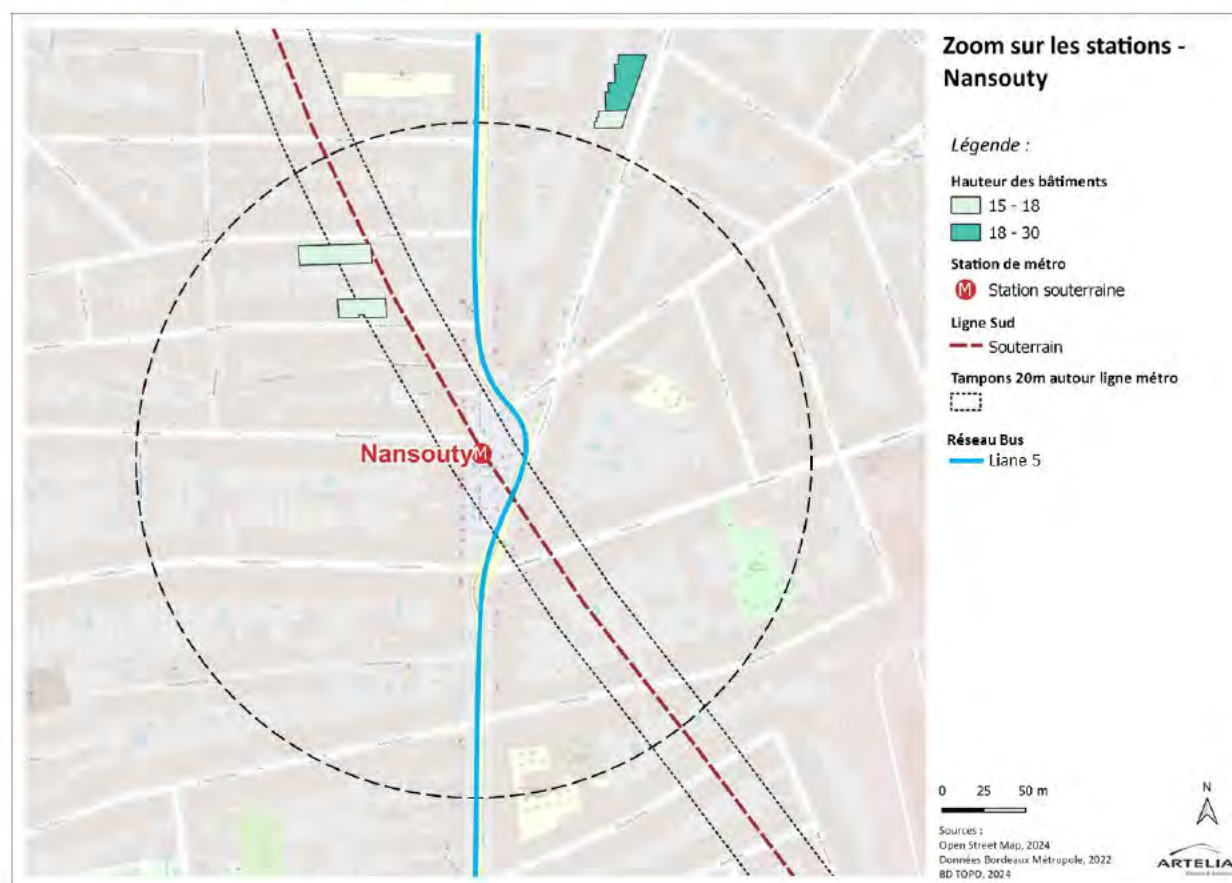 Zoom sur les stations -
Nansouty
Légende :
Hauteur des bâtiments
15 - 18
18 - 30
Station de métro
M Station souterraine
Ligne Sud
Souterrain
Tampons 20m autour ligne métro
Réseau Bus
Liane 5
Nansouty M
0 25 50 m
N
Sources :
Open Street Map, 2024
Données Bordeaux Métropole, 2022
BD TOPO, 2024
ARTELIA